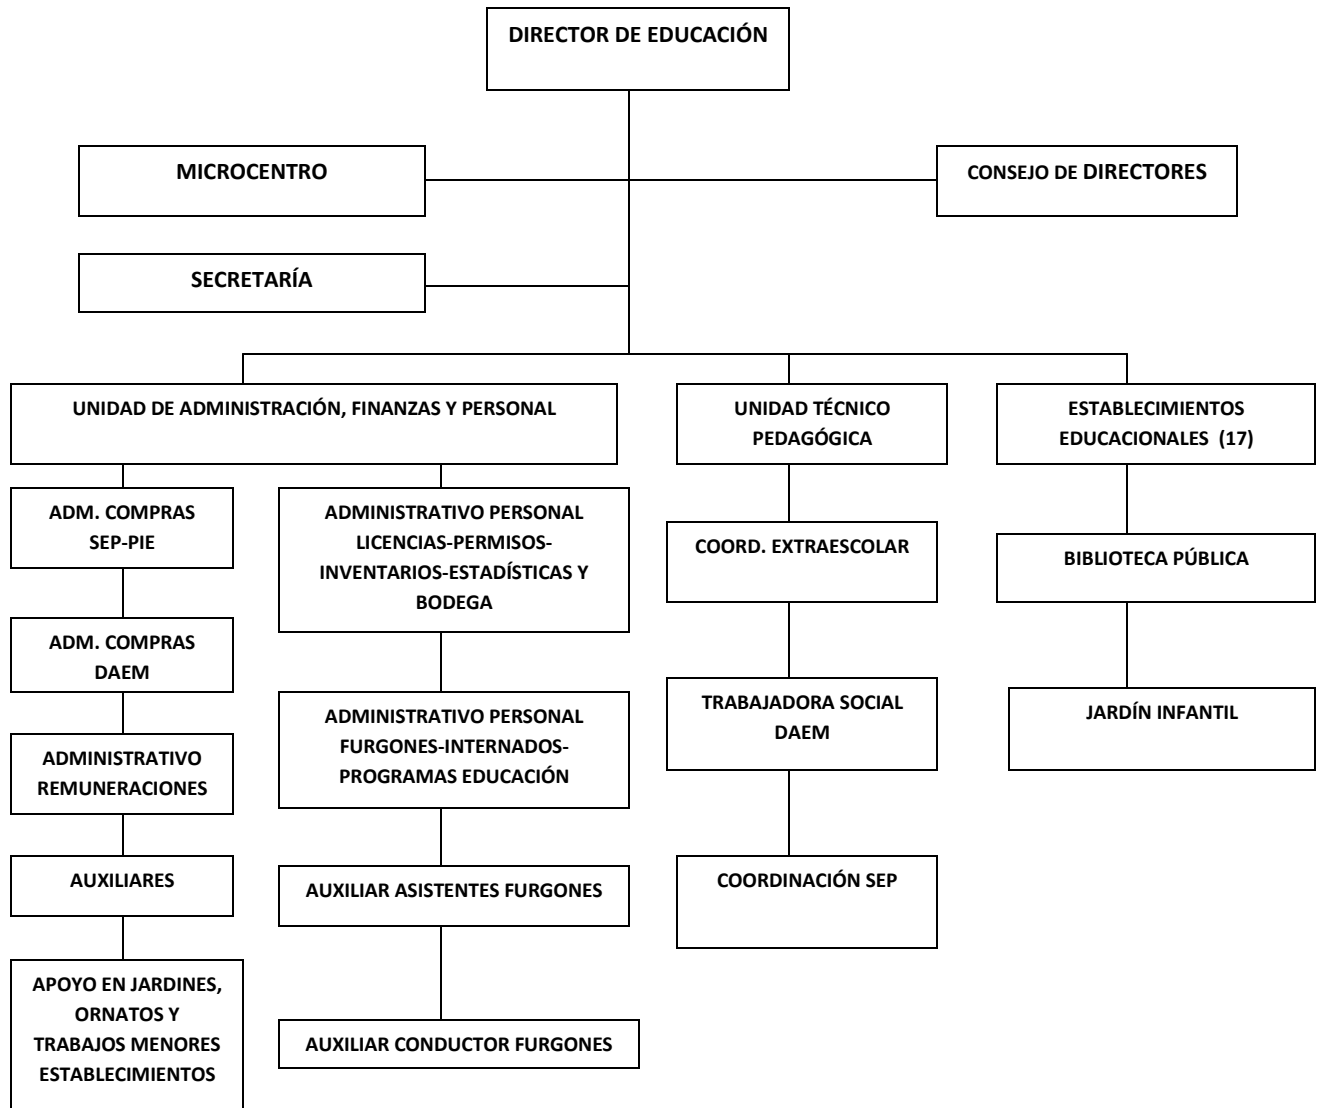 DIRECTOR DE EDUCACIÓN
MICROCENTRO
CONSEJO DE DIRECTORES
SECRETARÍA
UNIDAD DE ADMINISTRACIÓN, FINANZAS Y PERSONAL
UNIDAD TÉCNICO
PEDAGÓGICA
ESTABLECIMIENTOS
EDUCACIONALES (17)
ADM. COMPRAS
SEP-PIE
ADM. COMPRAS
DAEM
ADMINISTRATIVO
REMUNERACIONES
AUXILIARES
APOYO EN JARDINES,
ORNATOS Y
TRABAJOS MENORES
ESTABLECIMIENTOS
ADMINISTRATIVO PERSONAL
LICENCIAS-PERMISOS-
INVENTARIOS-ESTADÍSTICAS Y
BODEGA
ADMINISTRATIVO PERSONAL
FURGONES-INTERNADOS-
PROGRAMAS EDUCACIÓN
AUXILIAR ASISTENTES FURGONES
AUXILIAR CONDUCTOR FURGONES
COORD. EXTRAESCOLAR
TRABAJADORA SOCIAL
DAEM
COORDINACIÓN SEP
BIBLIOTECA PÚBLICA
JARDÍN INFANTIL